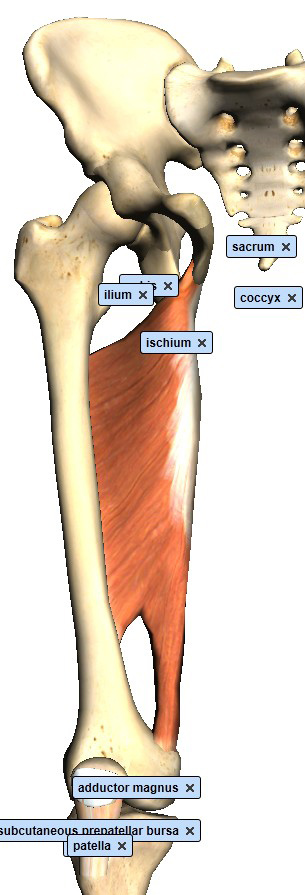 sacrum ×
×
ilium ×
coccyx ×
ischium ×
adductor magnus ×
subcutaneous prepatellar bursa ×
patella ×